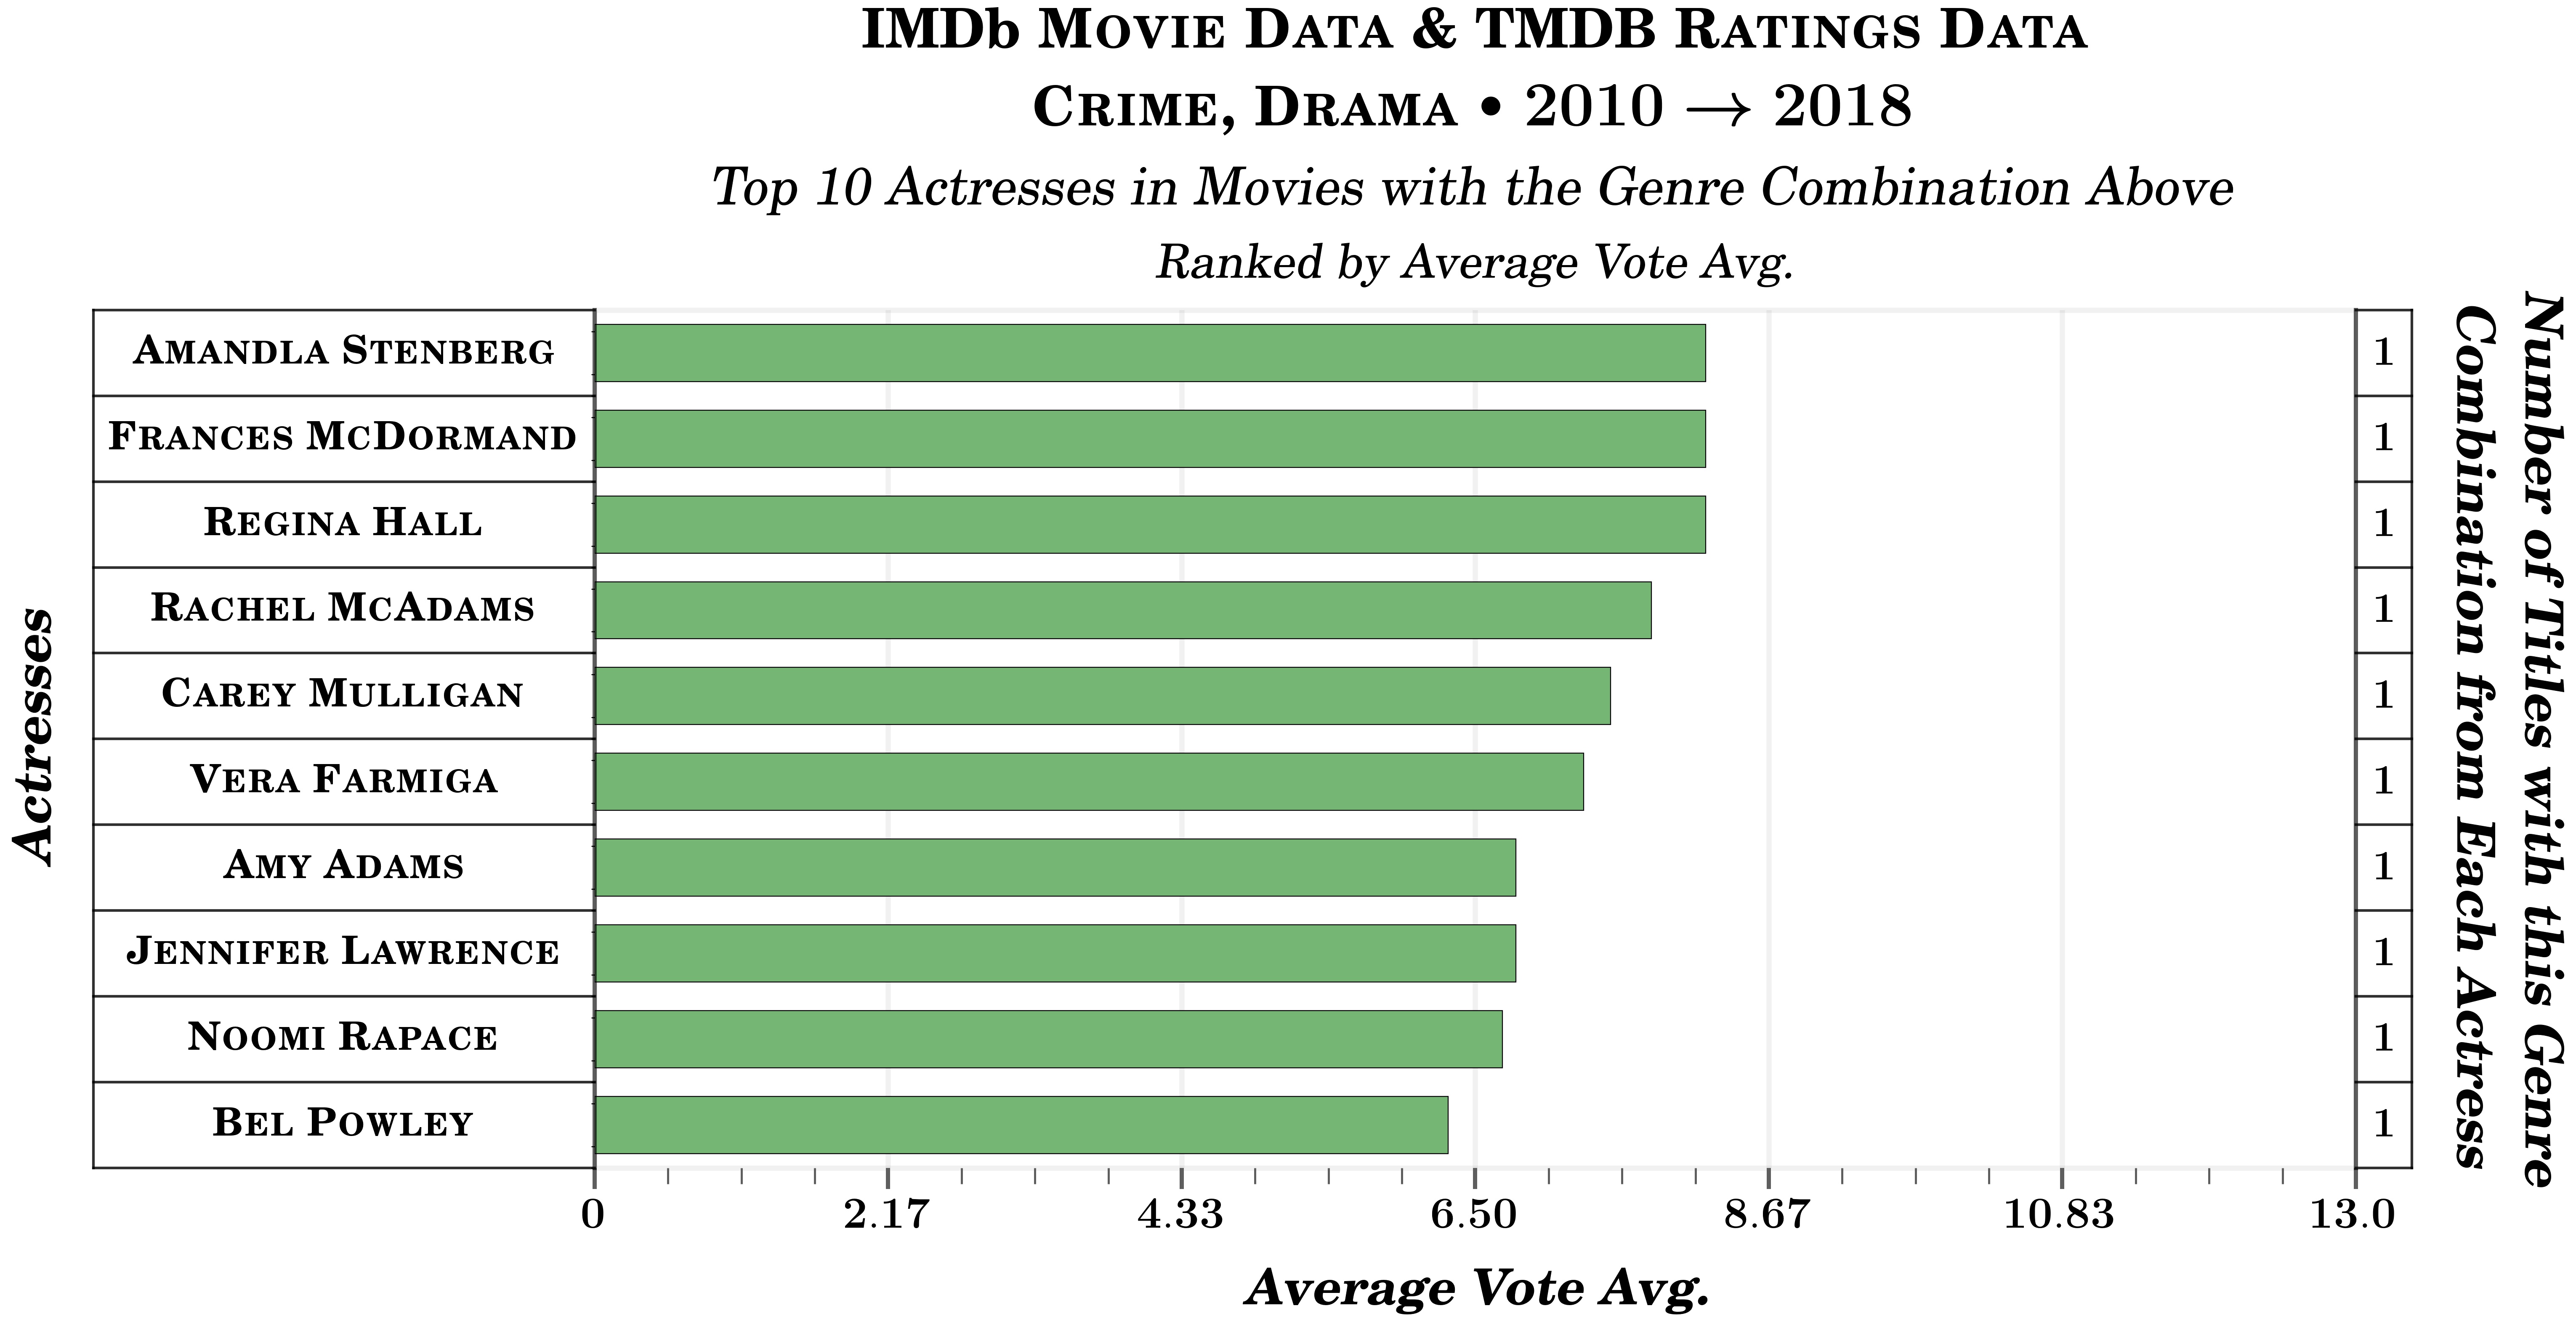 IMDb Movie Data & TMDB Ratings Data
Crime, Drama • 2010 → 2018
Top 10 Actresses in Movies with the Genre Combination Above
Ranked by Average Vote Avg.
Actresses
Amandla Stenberg 1
Frances McDormand 1
Regina Hall 1
Rachel McAdams 1
Carey Mulligan 1
Vera Farmiga 1
Amy Adams 1
Jennifer Lawrence 1
Noomi Rapace 1
Bel Powley 1
Number of Titles with this Genre
Combination from Each Actress
0 2.17 4.33 6.50 8.67 10.83 13.0
Average Vote Avg.